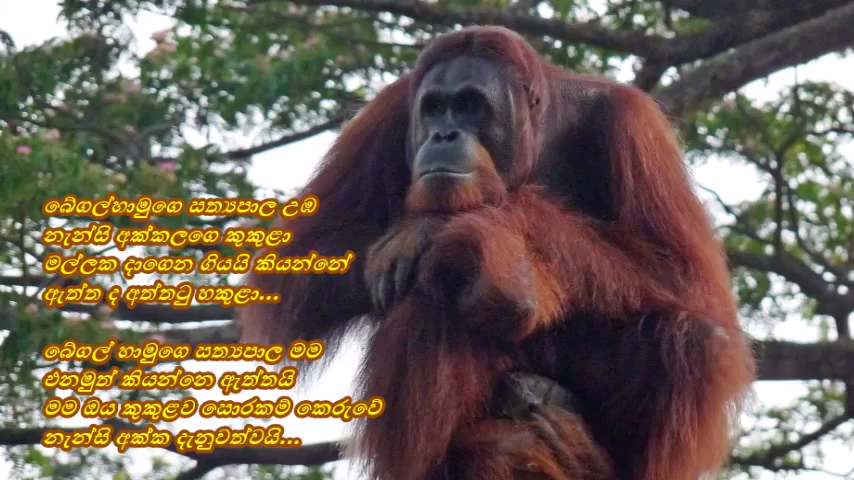 බේගල්හාමුගෙ සත්‍යපාල උඹ
නැන්සි අක්කලගෙ කුකුළා
මල්ලක දාගෙන ගියයි කියන්නේ
ඇත්ත ද අත්තටු හකුළා...
බේගල් හාමුගෙ සත්‍යපාල මම
එනමුත් කියන්නෙ ඇත්තයි
මම ඔය කුකුළව සොරකම් කෙරුවේ
නැන්සි අක්ක දැනුවත්වයි...